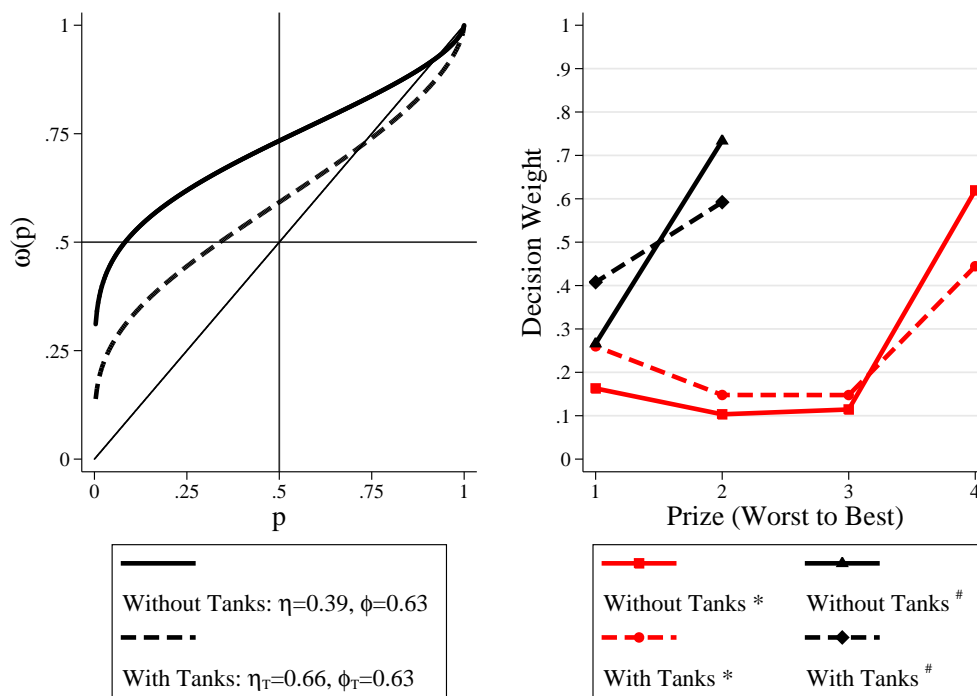 1
.75
.5
.25
0
ω(p)
0
.25
.5
.75
1
p
Without Tanks: η=0.39, ϕ=0.63
With Tanks: ηT=0.66, ϕT=0.63
1
.9
.8
.7
.6
.5
.4
.3
.2
.1
0
Decision Weight
1
2
3
4
Prize (Worst to Best)
Without Tanks *
Without Tanks #
With Tanks *
With Tanks #